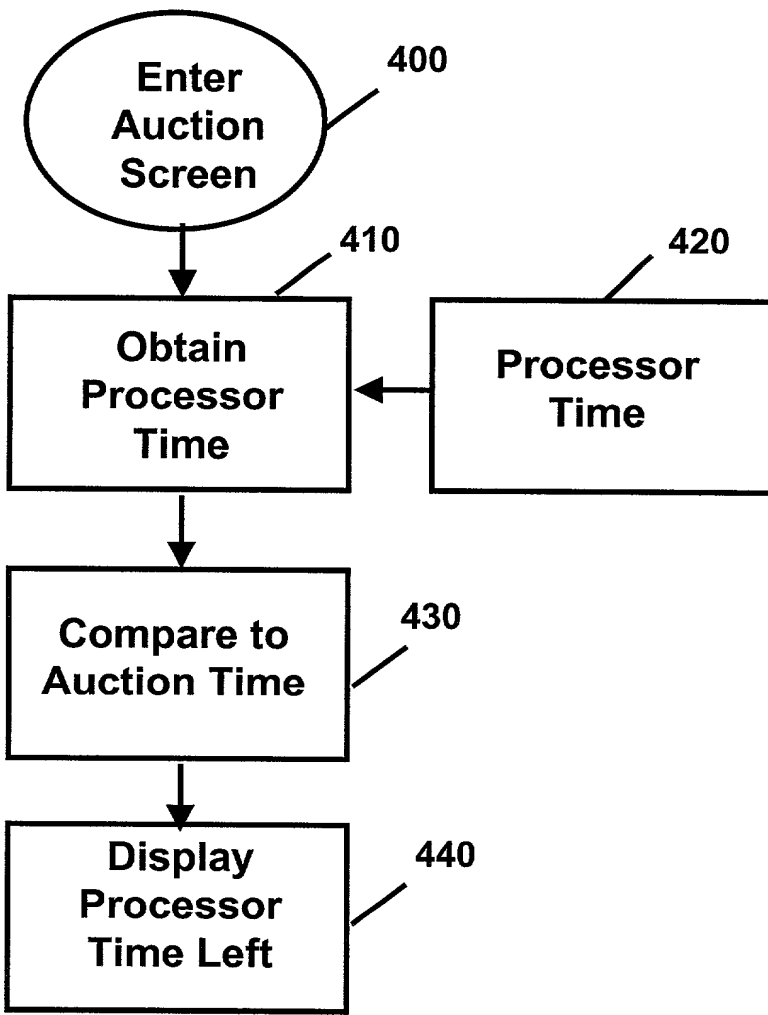 Enter
Auction
Screen
400
410
420
Obtain
Processor
Time
Processor
Time
Compare to
Auction Time
430
Display
Processor
Time Left
440